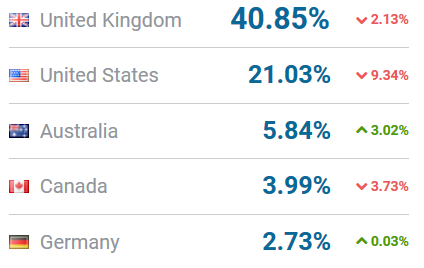 United Kingdom 40.85% 2.13%
United States 21.03% 9.34%
Australia 5.84% 3.02%
Canada 3.99% 3.73%
Germany 2.73% 0.03%